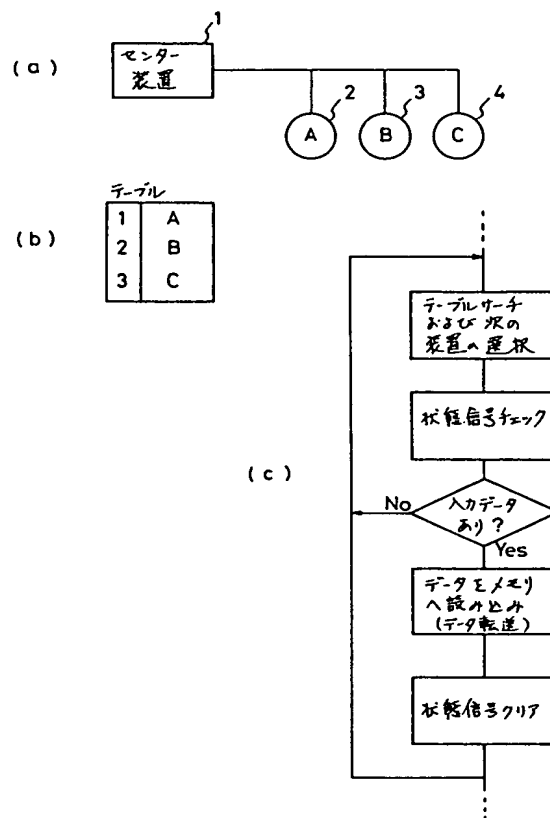 (a)
1
センター
装置
2
3
4
A
B
C
(b)
テーブル
1 A
2 B
3 C
(c)
テーブルサーチ
および 次の
装置の選択
状態信号チェック
No
入力データ
あり?
Yes
データをメモリ
へ読み込み
(データ転送)
状態信号クリア